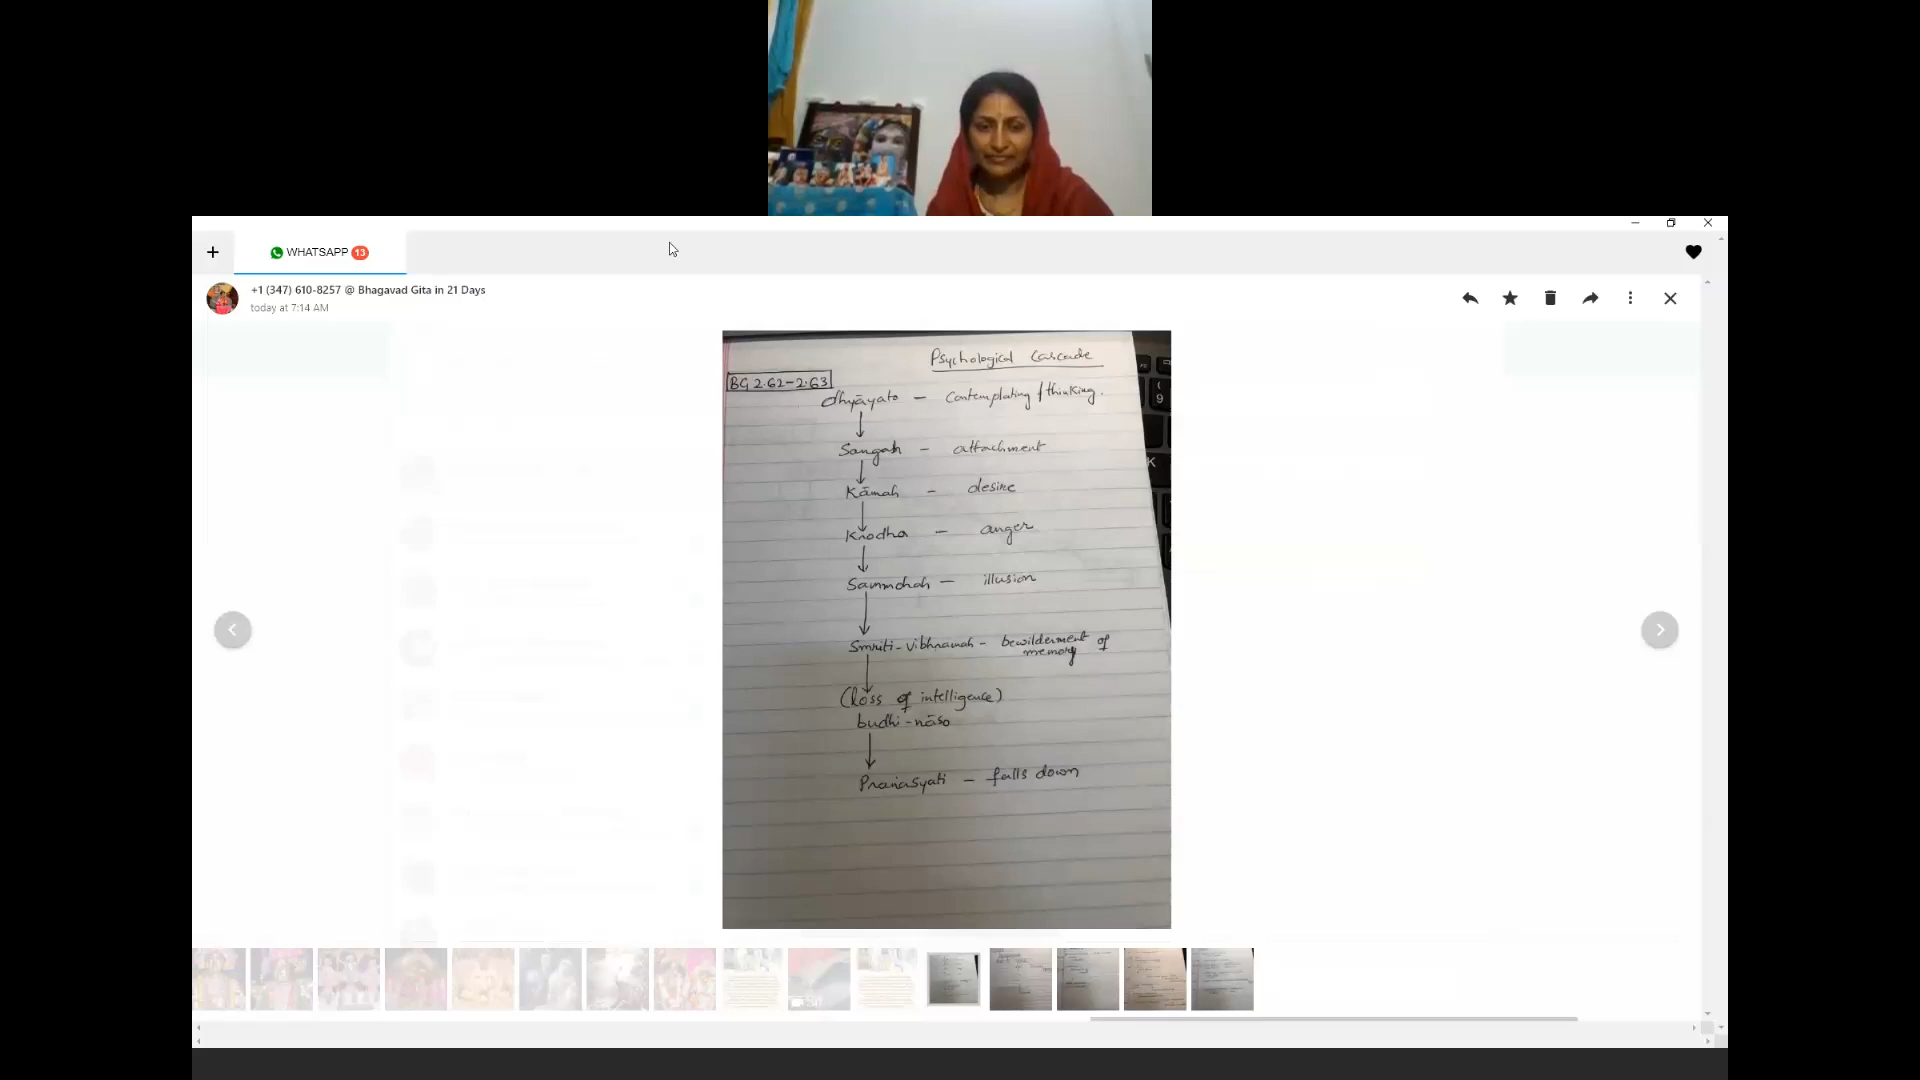 WHATSAPP 13
+1 (347) 610-8257 @ Bhagavad Gita in 21 Days
today at 7:14 AM
Psychological Cascade
BG 2.62-2.63
dhyāyato - Contemplating / thinking.
Sangah - attachment
Kāmah - desire
Krodha - anger
Sammohah - illusion
Smriti-vibhramah - bewilderment of
memory
(loss of intelligence)
budhi-nāso
Pranasyati - falls down
9
K